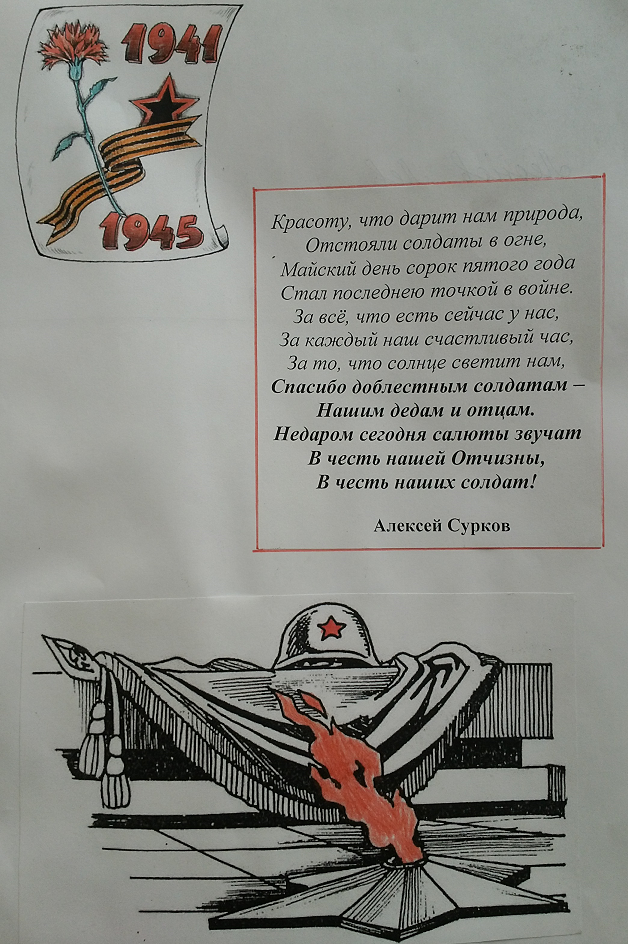 1941
1945
Красоту, что дарит нам природа,
Отстояли солдаты в огне,
Майский день сорок пятого года
Стал последнею точкой в войне.
За всё, что есть сейчас у нас,
За каждый наш счастливый час,
За то, что солнце светит нам,
Спасибо доблестным солдатам –
Нашим дедам и отцам.
Недаром сегодня салюты звучат
В честь нашей Отчизны,
В честь наших солдат!
Алексей Сурков